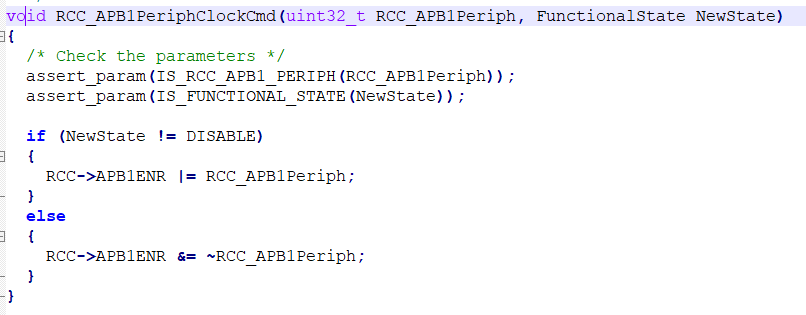 void RCC_APB1PeriphClockCmd(uint32_t RCC_APB1Periph, FunctionalState NewState)
{
  /* Check the parameters */
  assert_param(IS_RCC_APB1_PERIPH(RCC_APB1Periph));
  assert_param(IS_FUNCTIONAL_STATE(NewState));

  if (NewState != DISABLE)
  {
    RCC->APB1ENR |= RCC_APB1Periph;
  }
  else
  {
    RCC->APB1ENR &= ~RCC_APB1Periph;
  }
}